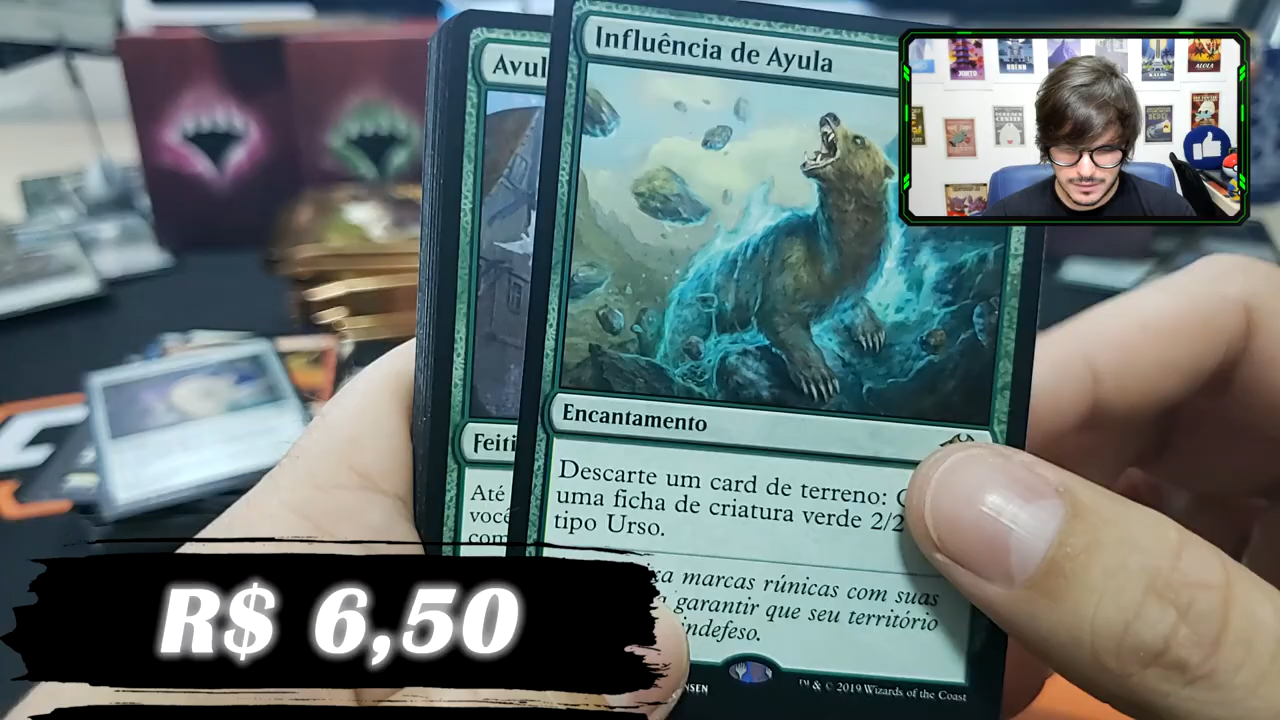 Influência de Ayula
Avul
Encantamento
Feiti
Descarte um card de terreno:
uma ficha de criatura verde 2/2
tipo Urso.
Até
você
com
marcas rúnicas com suas
garantir que seu território
indefeso.
R$ 6,50
™ & © 2019 Wizards of the Coast
ALOLA